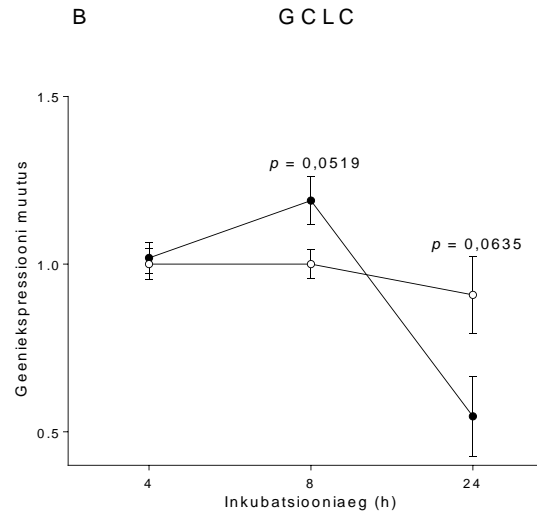 B GCLC
1.5
p = 0,0519
p = 0,0635
1.0
0.5
Geeniekspressiooni muutus
4 8 24
Inkubatsiooniaeg (h)